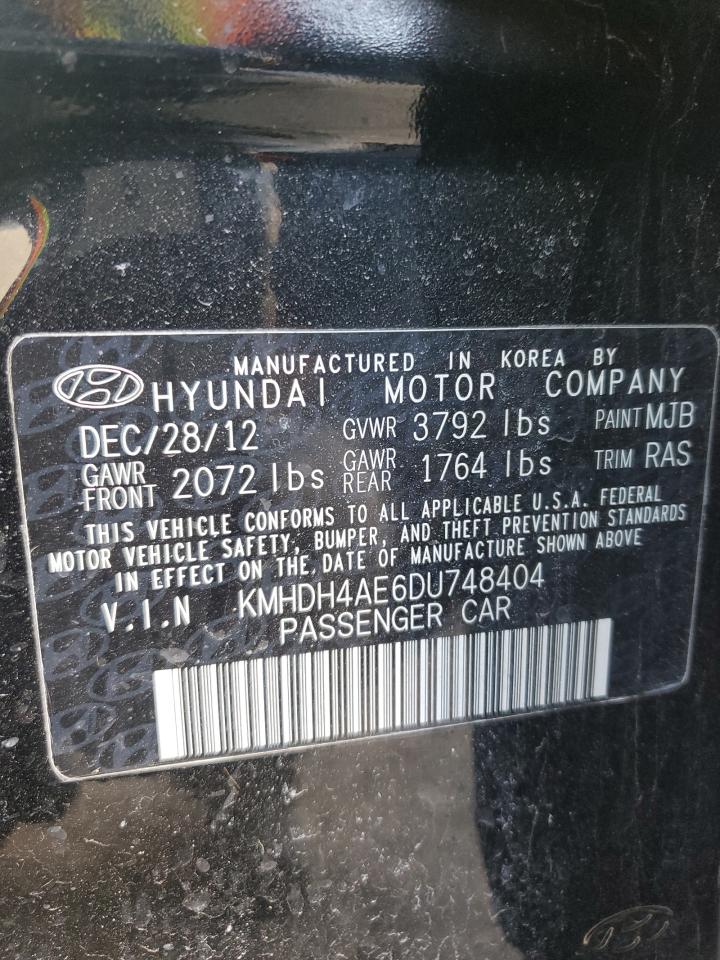 MANUFACTURED IN KOREA BY
HYUNDAI MOTOR COMPANY
DEC/28/12 GVWR 3792 lbs PAINT MJB
GAWR FRONT 2072 lbs GAWR REAR 1764 lbs TRIM RAS
THIS VEHICLE CONFORMS TO ALL APPLICABLE U.S.A. FEDERAL
MOTOR VEHICLE SAFETY, BUMPER, AND THEFT PREVENTION STANDARDS
IN EFFECT ON THE DATE OF MANUFACTURE SHOWN ABOVE
V.I.N KMHDH4AE6DU748404
PASSENGER CAR